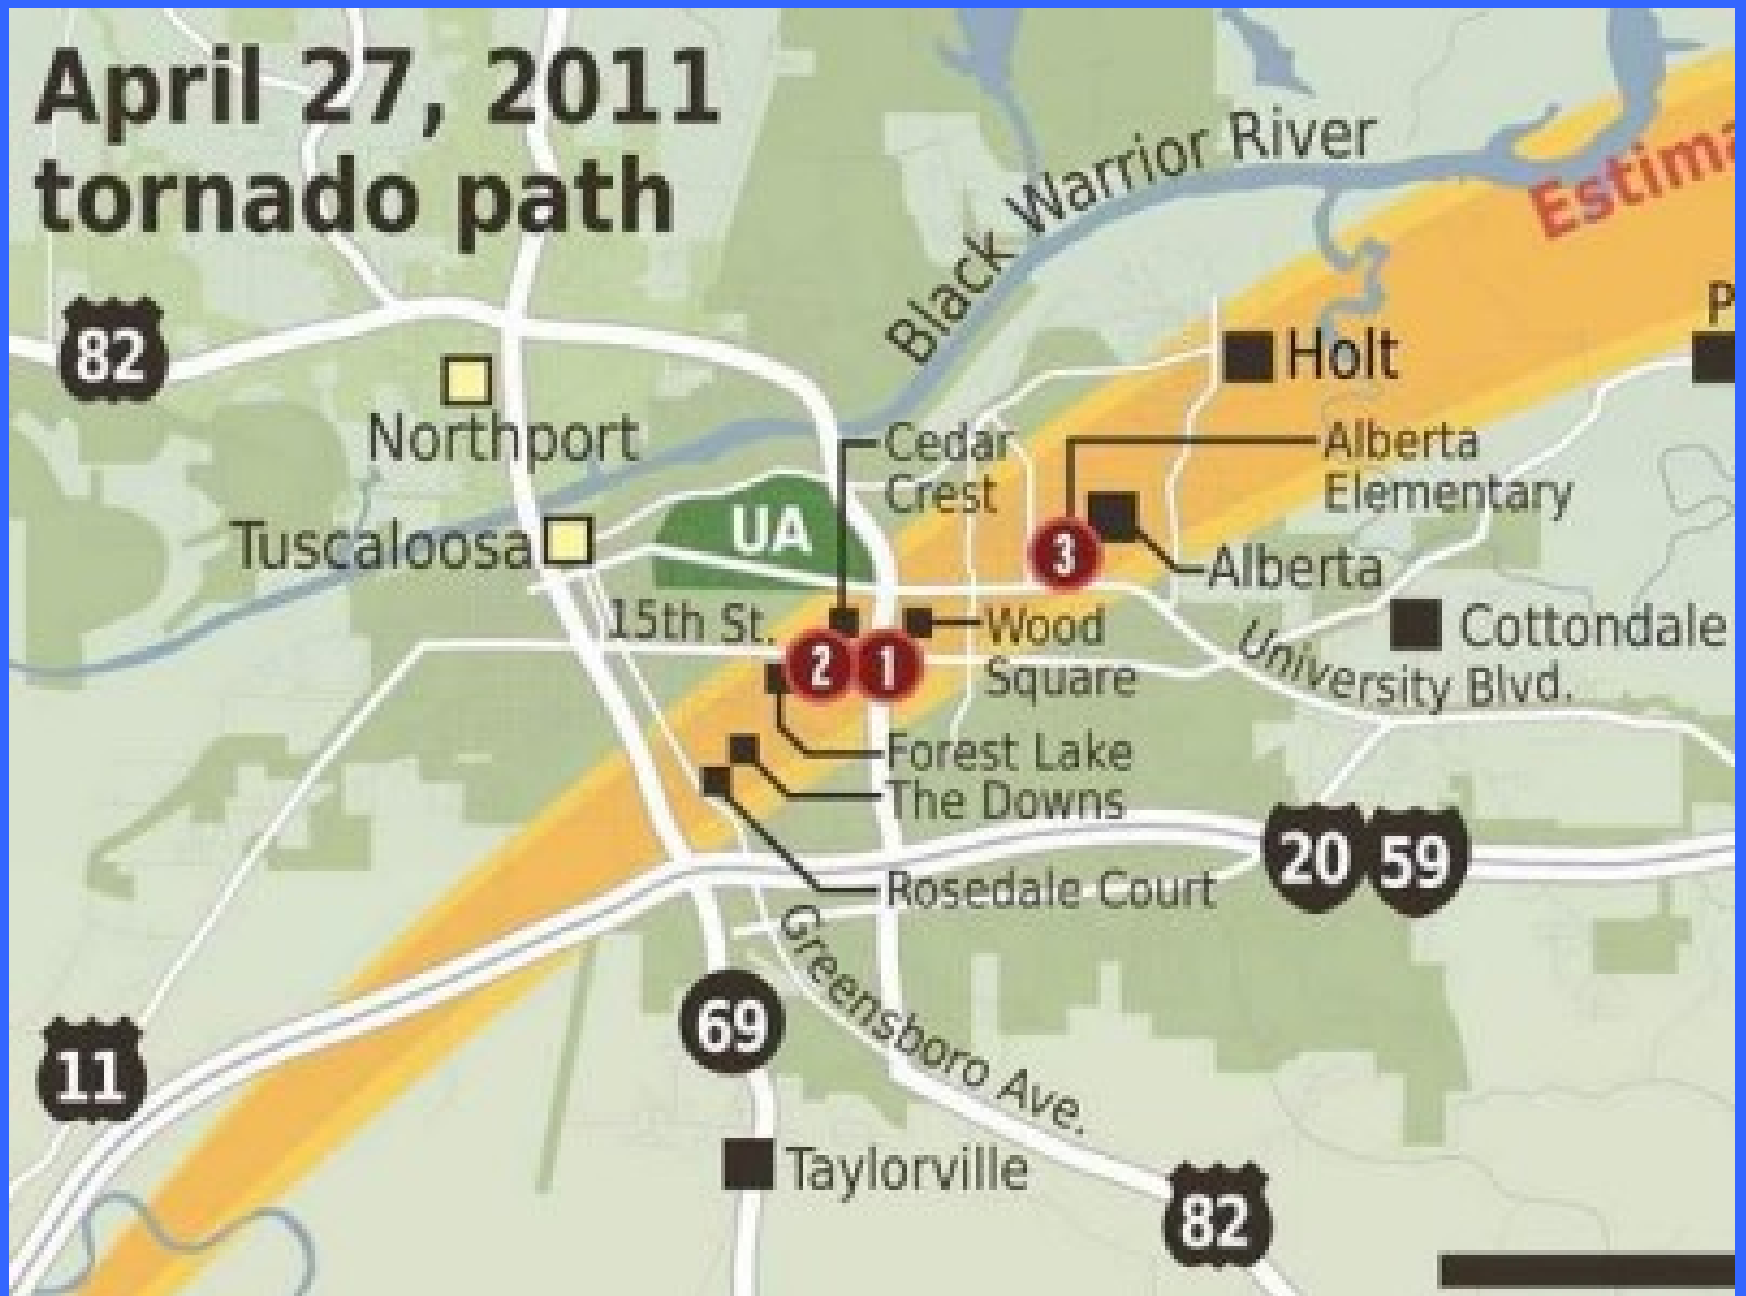 April 27, 2011
tornado path
Black Warrior River
82
Holt
Northport
Cedar
Crest
Alberta
Elementary
UA
Tuscaloosa
3
Alberta
15th St.
Wood
Square
Cottondale
2
1
University Blvd.
Forest Lake
The Downs
20
59
Rosedale Court
Greensboro Ave.
69
11
Taylorville
82